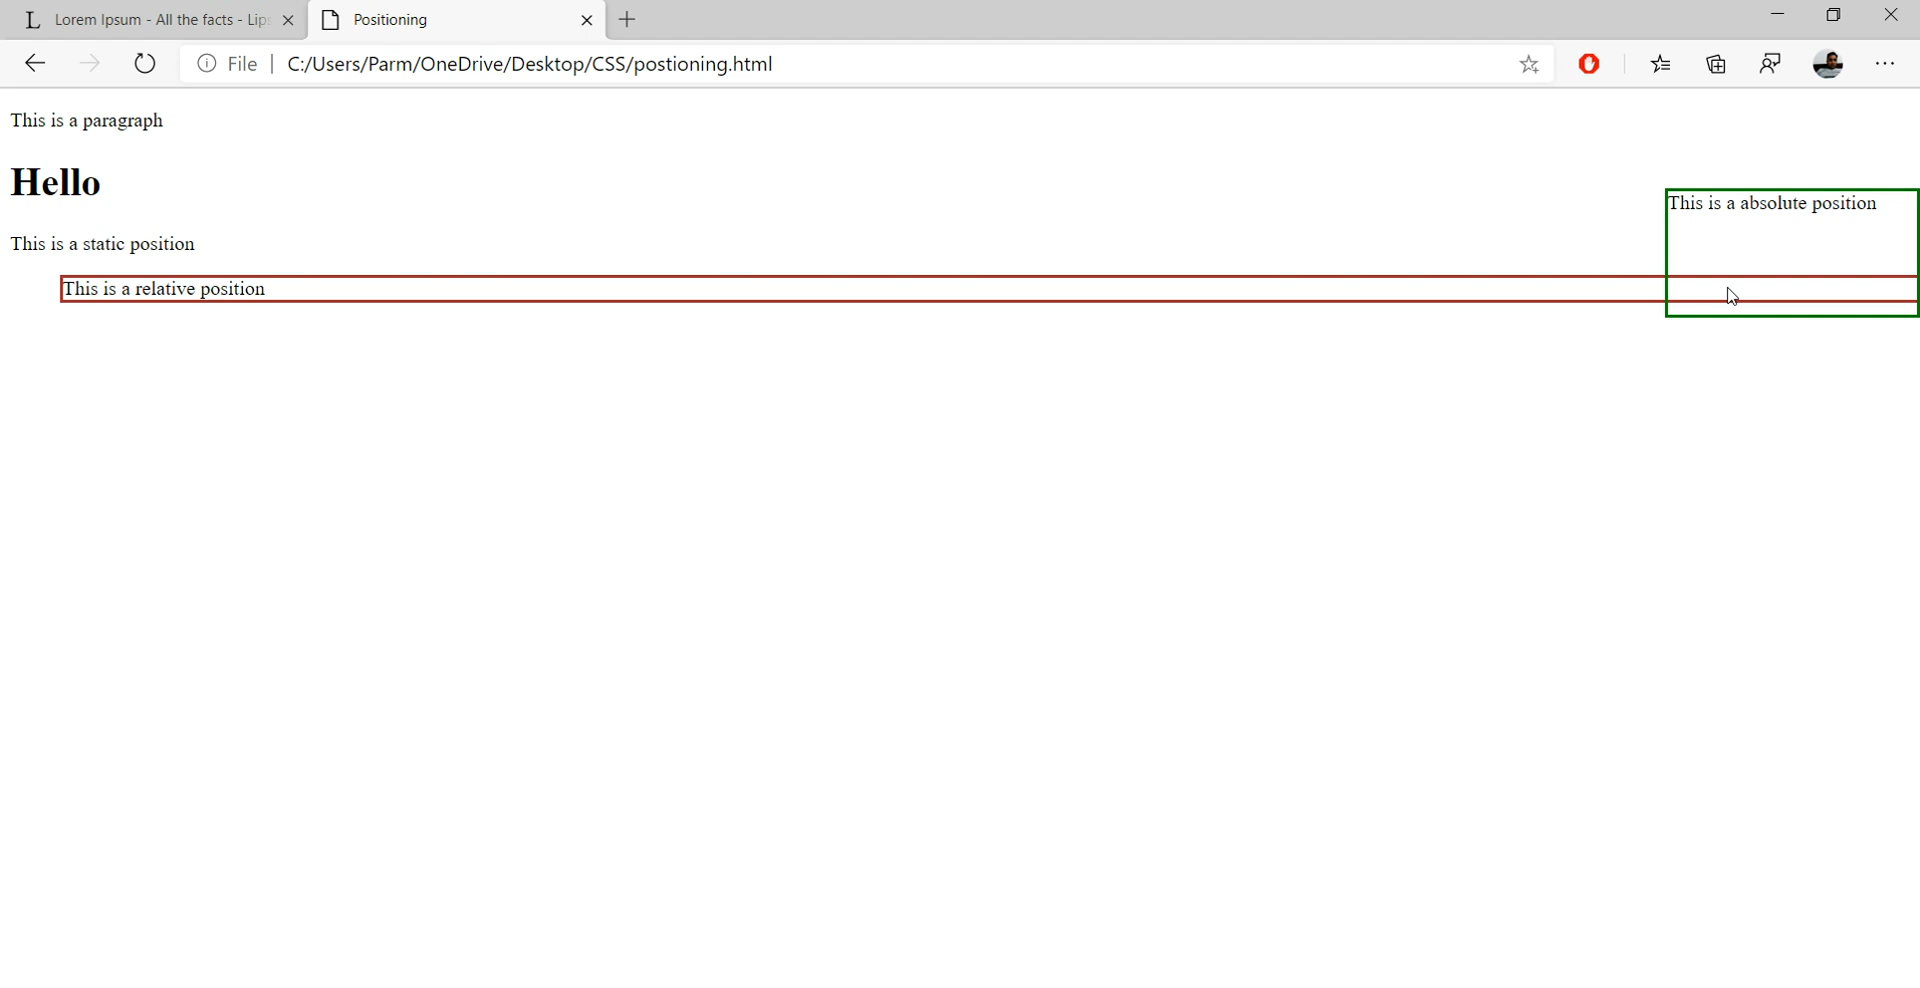 L Lorem Ipsum - All the facts - Lips
Positioning
File
C:/Users/Parm/OneDrive/Desktop/CSS/postioning.html
This is a paragraph
Hello
This is a absolute position
This is a static position
This is a relative position